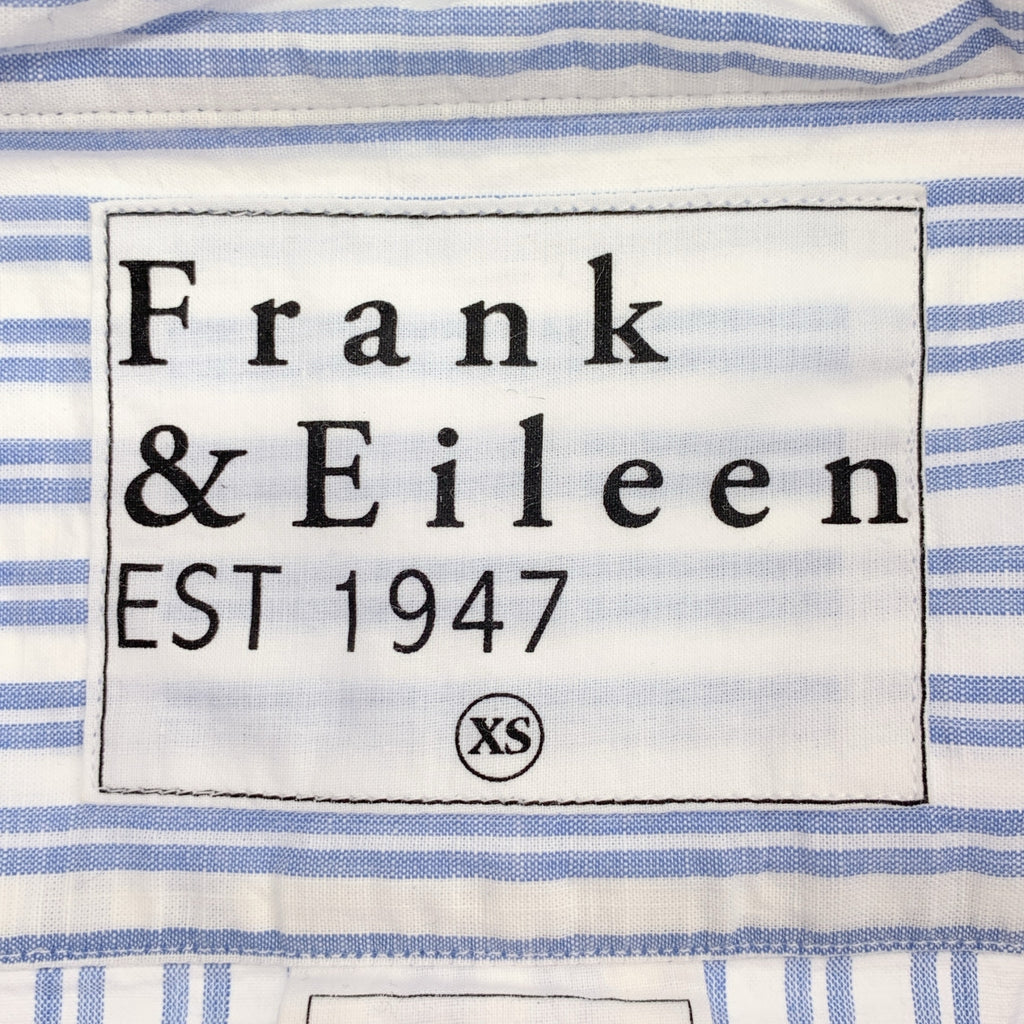 Frank
& Eileen
EST 1947
XS